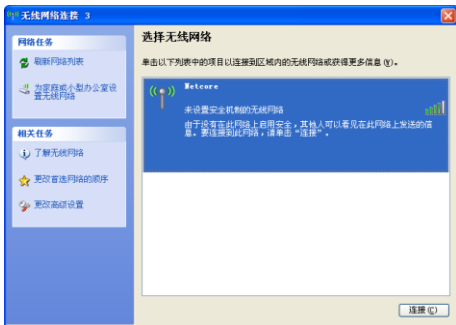 无线网络连接 3
网络任务
刷新网络列表
为家庭或小型办公室设
置无线网络
相关任务
了解无线网络
更改首选网络的顺序
更改高级设置
选择无线网络
单击以下列表中的项目以连接到区域内的无线网络或获得更多信息(W)。
Netcore
未设置安全机制的无线网络
由于没有在此网络上启用安全，其他人可以看见在此网络上发送的信
息。要连接到此网络，请单击“连接”。
连接(C)